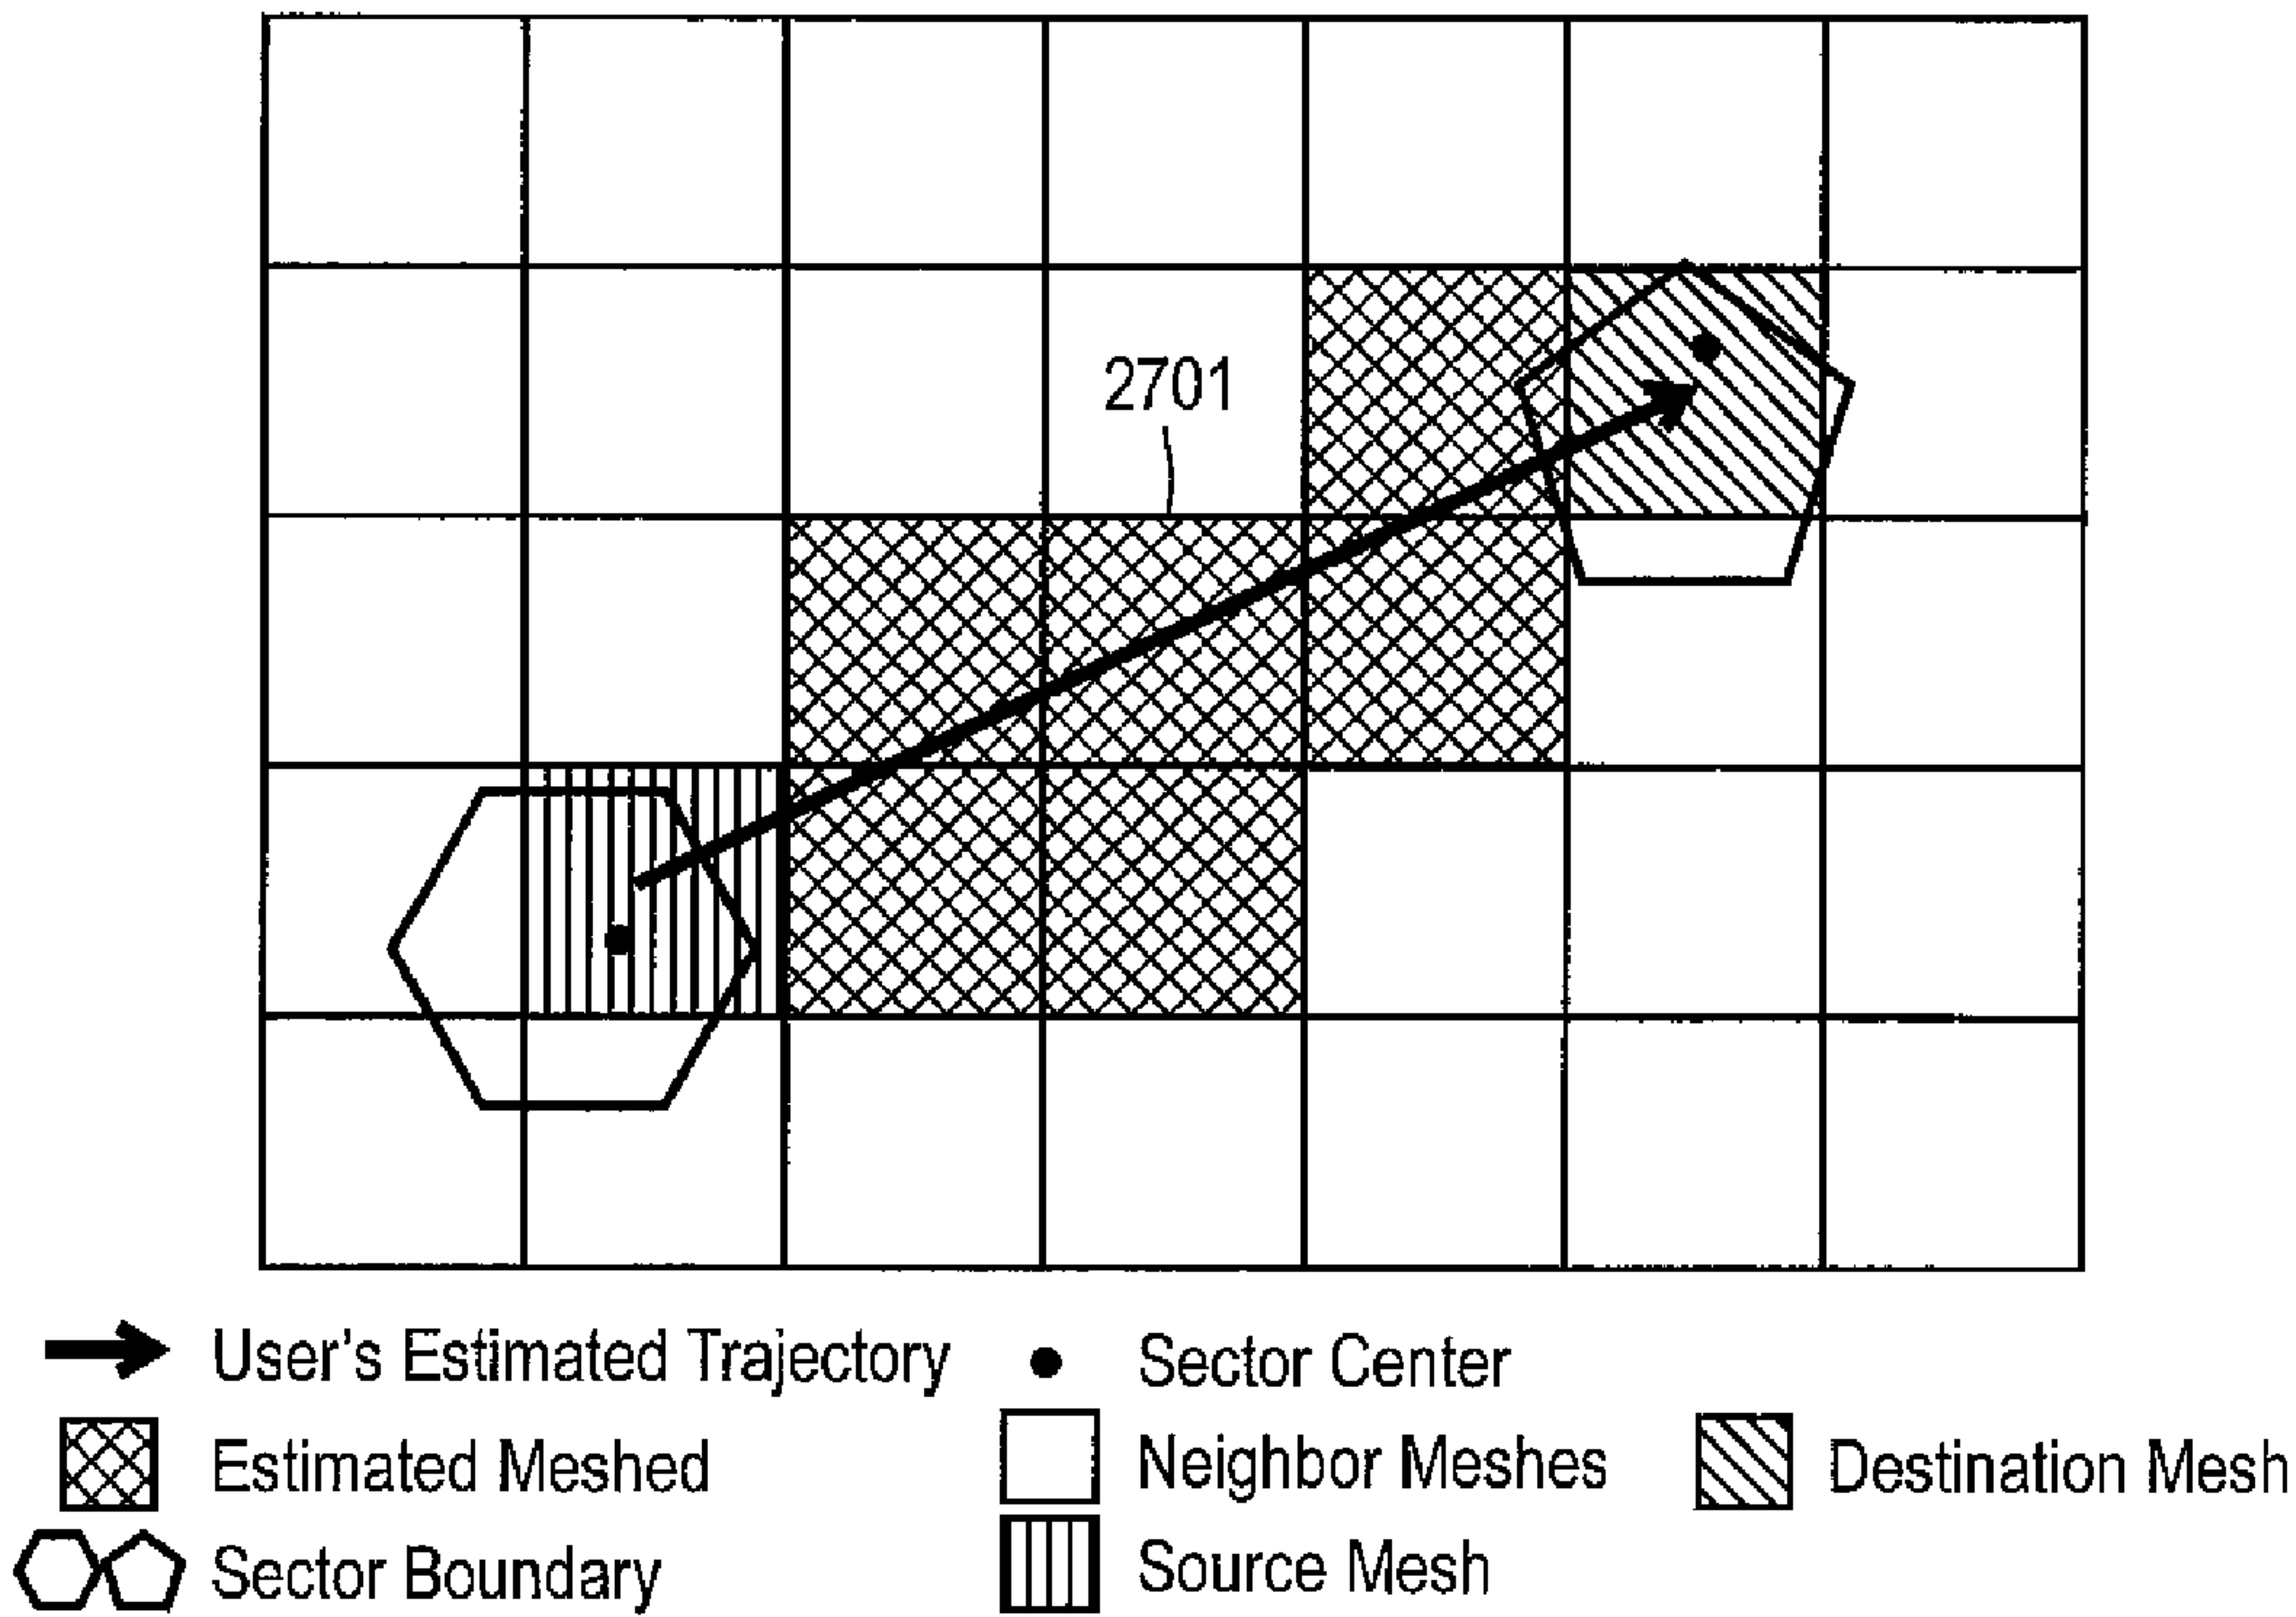 2701
User's Estimated Trajectory
Sector Center
Estimated Meshed
Neighbor Meshes
Destination Mesh
Sector Boundary
Source Mesh